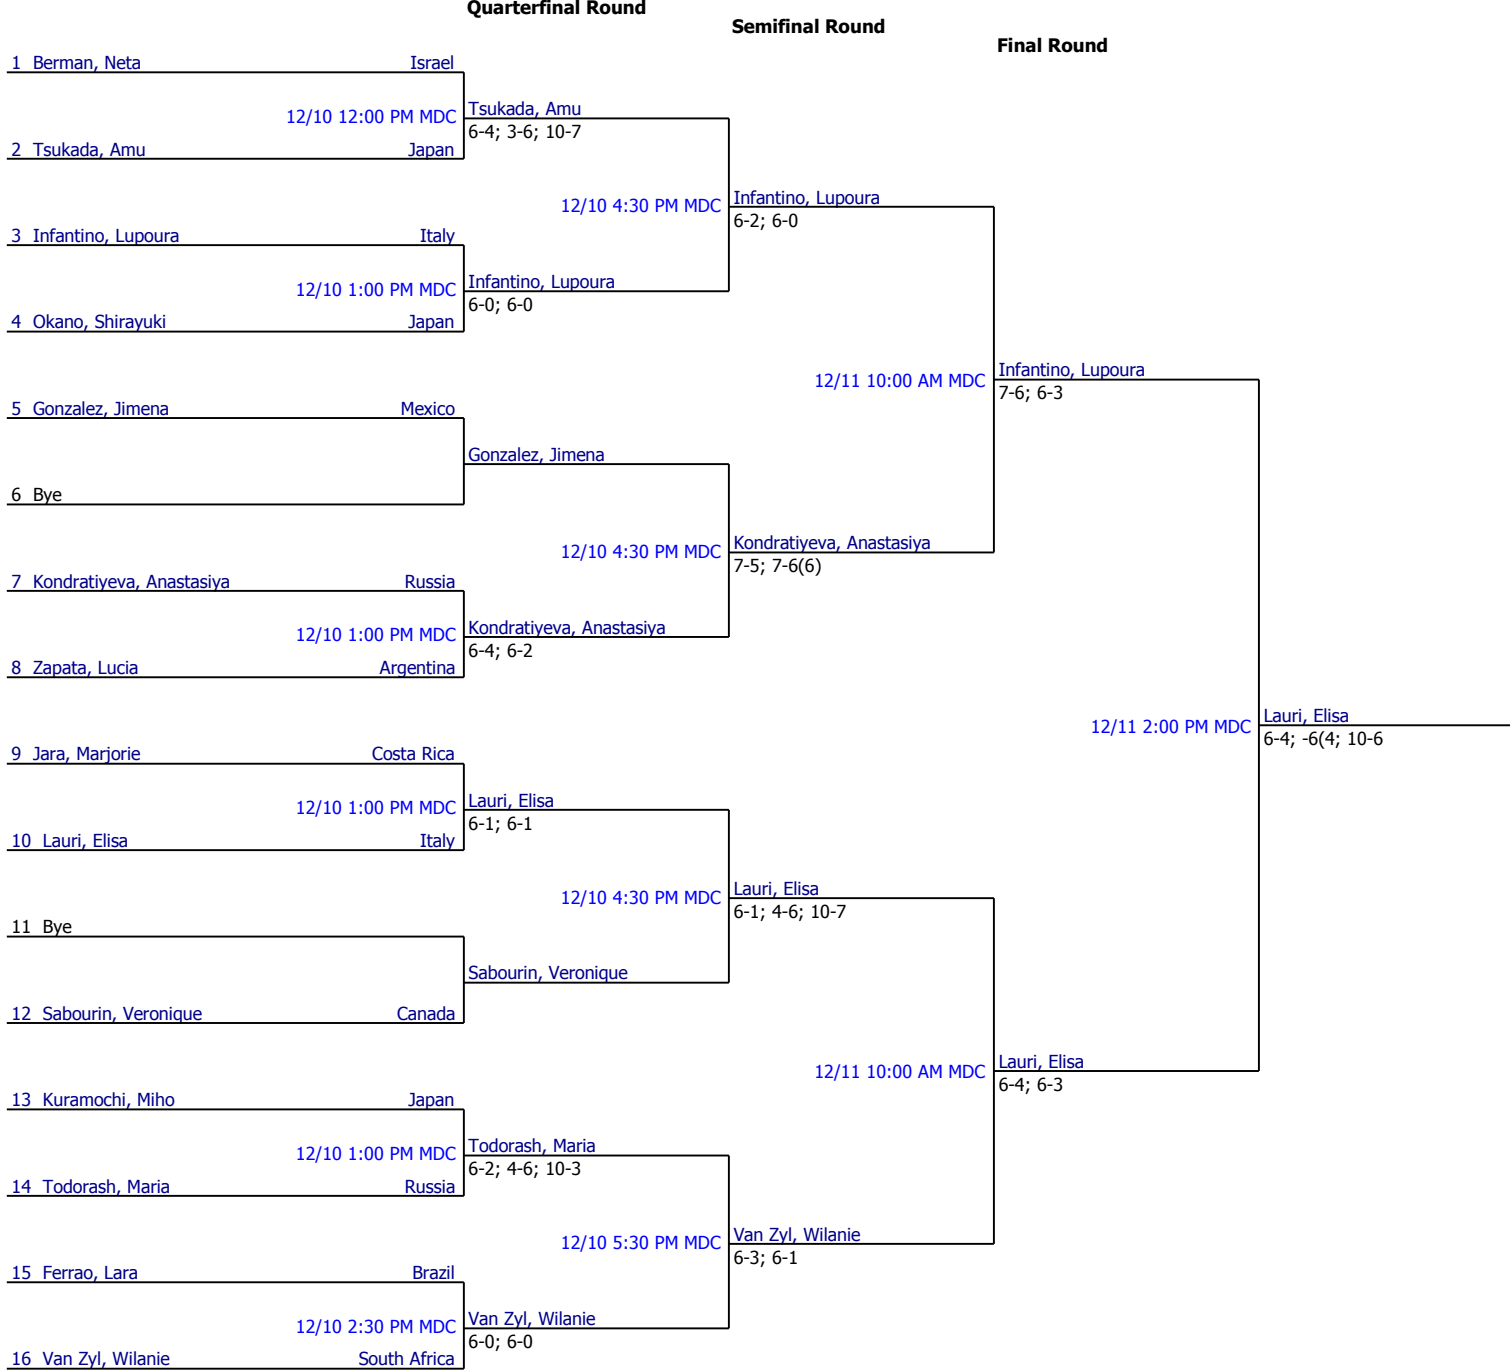 Quarterfinal Round
Semifinal Round
Final Round
1 Berman, Neta Israel
12/10 12:00 PM MDC
Tsukada, Amu
6-4; 3-6; 10-7
2 Tsukada, Amu Japan
12/10 4:30 PM MDC
Infantino, Lupoura
6-2; 6-0
3 Infantino, Lupoura Italy
12/10 1:00 PM MDC
Infantino, Lupoura
6-0; 6-0
4 Okano, Shirayuki Japan
12/11 10:00 AM MDC
Infantino, Lupoura
7-6; 6-3
5 Gonzalez, Jimena Mexico
Gonzalez, Jimena
6 Bye
12/10 4:30 PM MDC
Kondratiyeva, Anastasiya
7-5; 7-6(6)
7 Kondratiyeva, Anastasiya Russia
12/10 1:00 PM MDC
Kondratiyeva, Anastasiya
6-4; 6-2
8 Zapata, Lucia Argentina
12/11 2:00 PM MDC
Lauri, Elisa
6-4; -6(4; 10-6
9 Jara, Marjorie Costa Rica
12/10 1:00 PM MDC
Lauri, Elisa
6-1; 6-1
10 Lauri, Elisa Italy
12/10 4:30 PM MDC
Lauri, Elisa
6-1; 4-6; 10-7
11 Bye
Sabourin, Veronique
12 Sabourin, Veronique Canada
12/11 10:00 AM MDC
Lauri, Elisa
6-4; 6-3
13 Kuramochi, Miho Japan
12/10 1:00 PM MDC
Todorash, Maria
6-2; 4-6; 10-3
14 Todorash, Maria Russia
12/10 5:30 PM MDC
Van Zyl, Wilanie
6-3; 6-1
15 Ferrao, Lara Brazil
12/10 2:30 PM MDC
Van Zyl, Wilanie
6-0; 6-0
16 Van Zyl, Wilanie South Africa